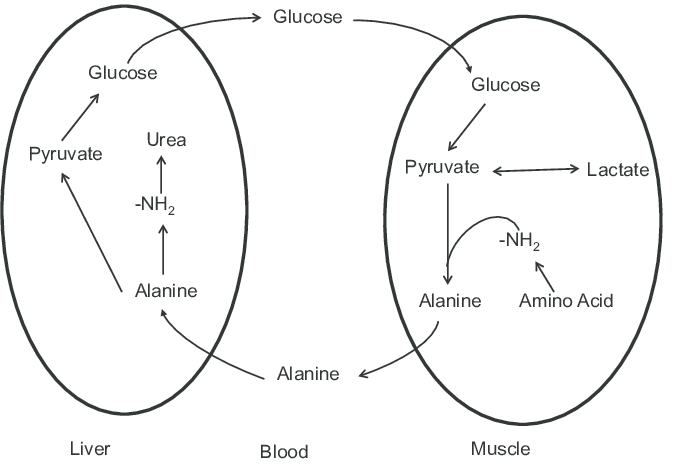 Glucose
Glucose
Glucose
Urea
Pyruvate
Pyruvate
Lactate
-NH2
-NH2
Alanine
Alanine
Amino Acid
Alanine
Liver
Blood
Muscle